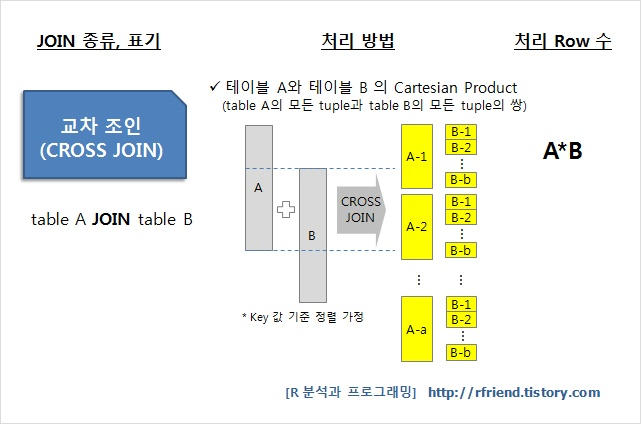 JOIN 종류, 표기
처리 방법
처리 Row 수
✓ 테이블 A와 테이블 B 의 Cartesian Product
(table A의 모든 tuple과 table B의 모든 tuple의 쌍)
교차 조인
(CROSS JOIN)
table A JOIN table B
A
B
CROSS
JOIN
* Key 값 기준 정렬 가정
A-1
B-1
B-2
⋮
B-b
A-2
B-1
B-2
⋮
B-b
⋮
⋮
A-a
B-1
B-2
⋮
B-b
A*B
[R 분석과 프로그래밍] http://rfriend.tistory.com